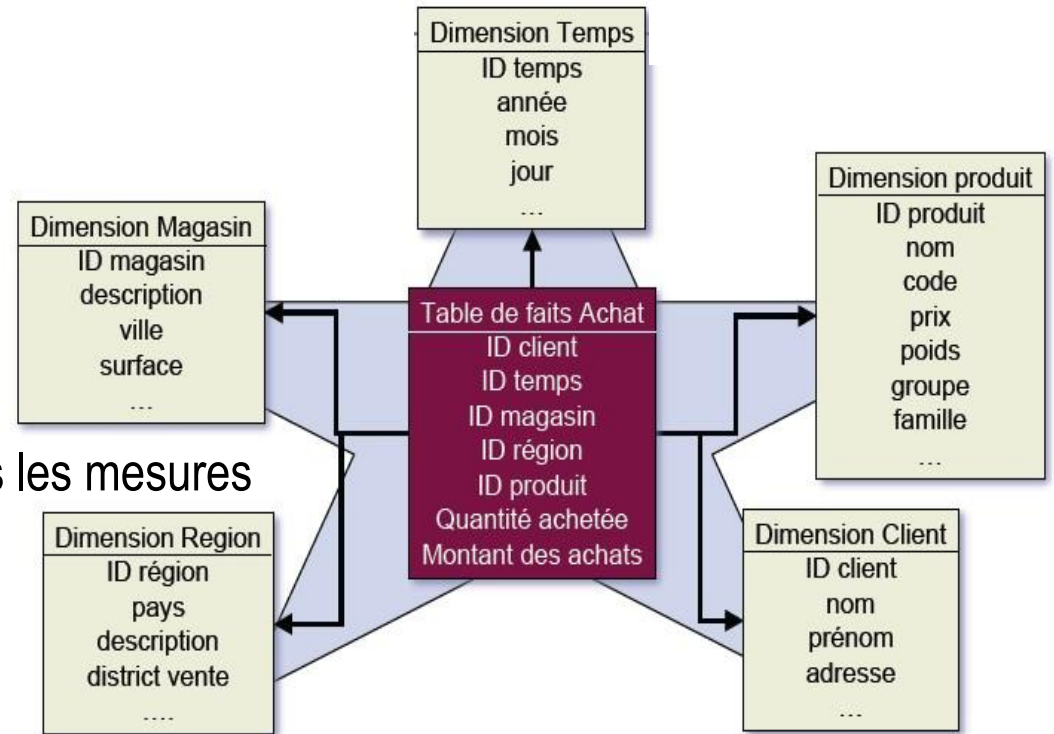 Dimension Temps
ID temps
année
mois
jour
...
Dimension Magasin
ID magasin
description
ville
surface
...
Table de faits Achat
ID client
ID temps
ID magasin
ID région
ID produit
Quantité achetée
Montant des achats
Dimension produit
ID produit
nom
code
prix
poids
groupe
famille
...
s les mesures
Dimension Region
ID région
pays
description
district vente
....
Dimension Client
ID client
nom
prénom
adresse
...